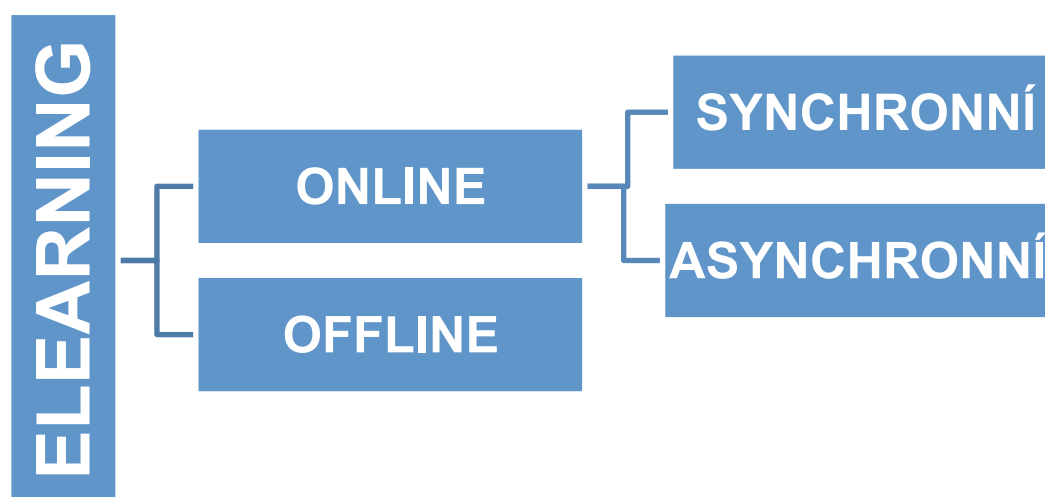 ELEARNING
ONLINE
OFFLINE
SYNCHRONNÍ
ASYNCHRONNÍ